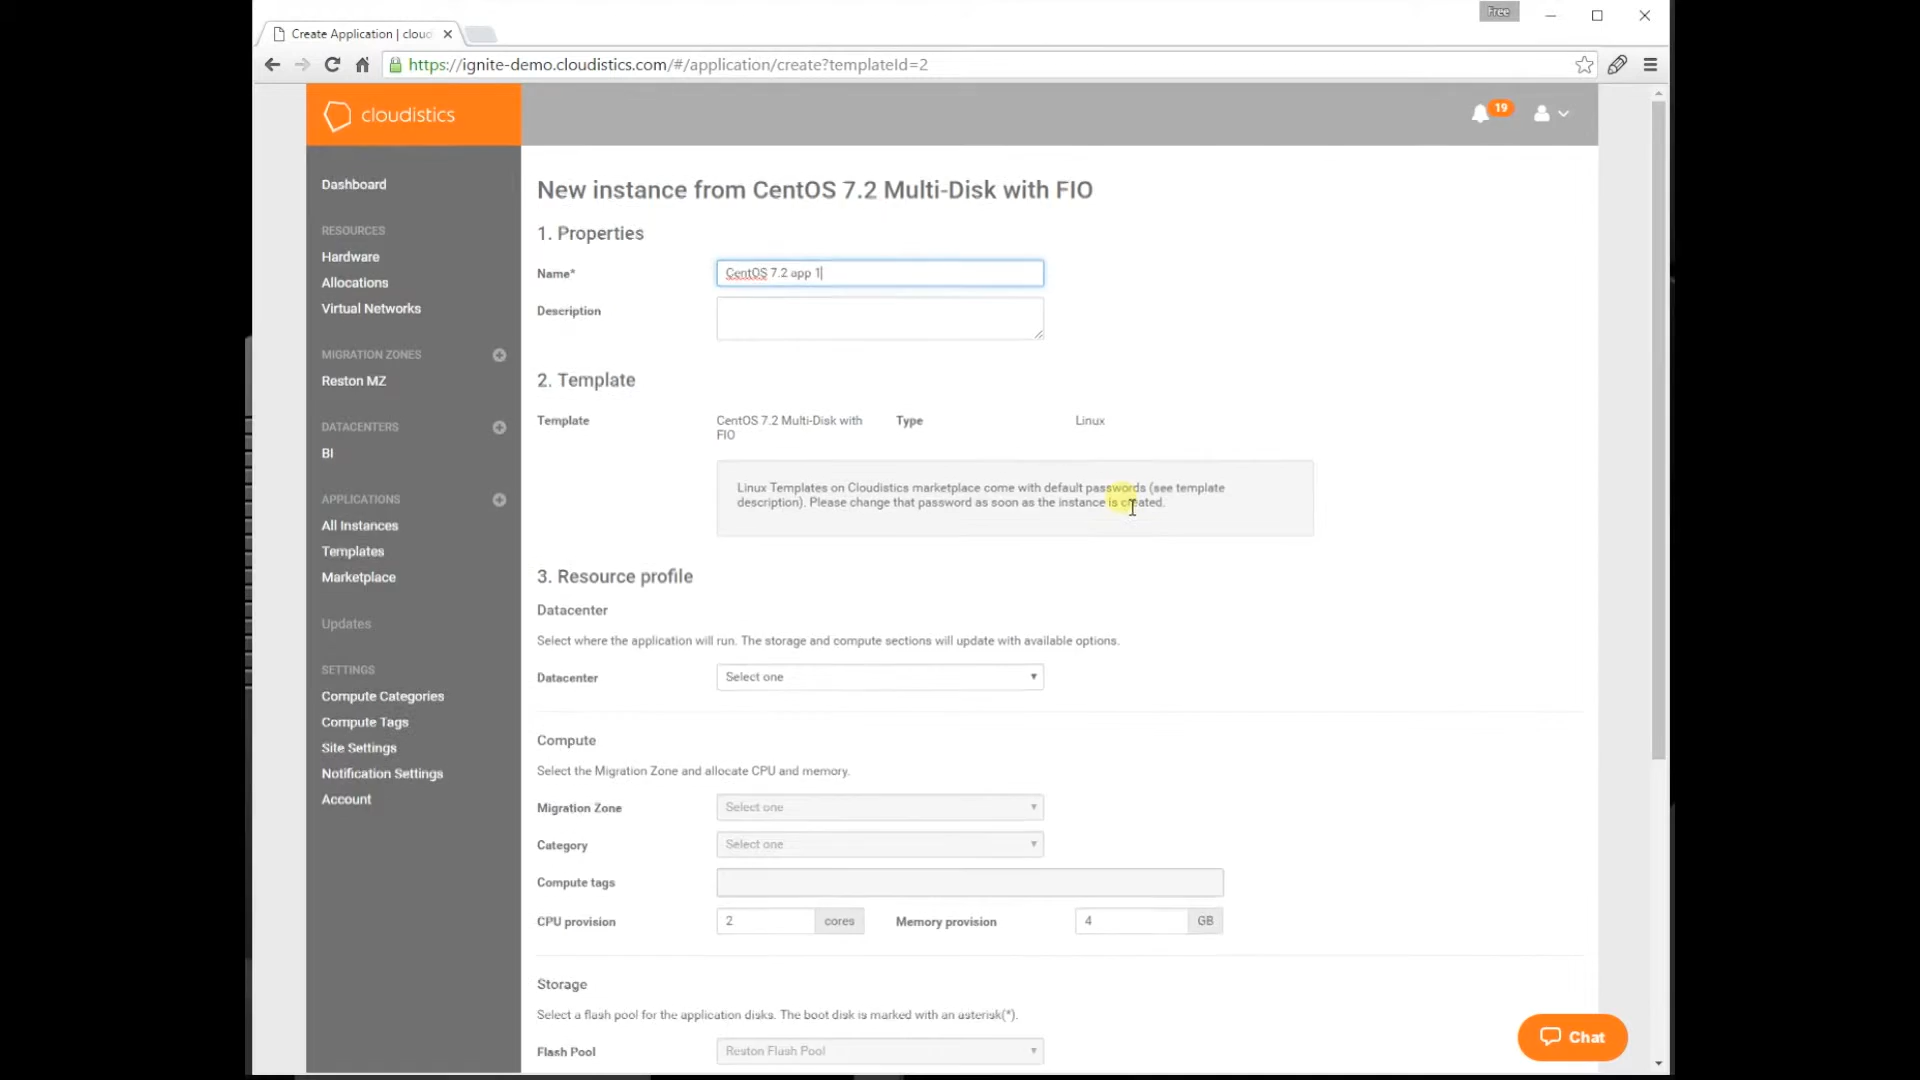 Free
Create Application | cloud
https://ignite-demo.cloudistics.com/#/application/create?templateId=2
cloudistics
19
Dashboard
RESOURCES
Hardware
Allocations
Virtual Networks
MIGRATION ZONES
Reston MZ
DATACENTERS
BI
APPLICATIONS
All Instances
Templates
Marketplace
Updates
SETTINGS
Compute Categories
Compute Tags
Site Settings
Notification Settings
Account
New instance from CentOS 7.2 Multi-Disk with FIO
1. Properties
Name*
CentOS 7.2 app 1
Description
2. Template
Template
CentOS 7.2 Multi-Disk with
FIO
Type
Linux
Linux Templates on Cloudistics marketplace come with default passwords (see template
description). Please change that password as soon as the instance is created.
3. Resource profile
Datacenter
Select where the application will run. The storage and compute sections will update with available options.
Datacenter
Select one
Compute
Select the Migration Zone and allocate CPU and memory.
Migration Zone
Select one
Category
Select one
Compute tags
CPU provision
2
cores
Memory provision
4
GB
Storage
Select a flash pool for the application disks. The boot disk is marked with an asterisk(*).
Flash Pool
Reston Flash Pool
Chat